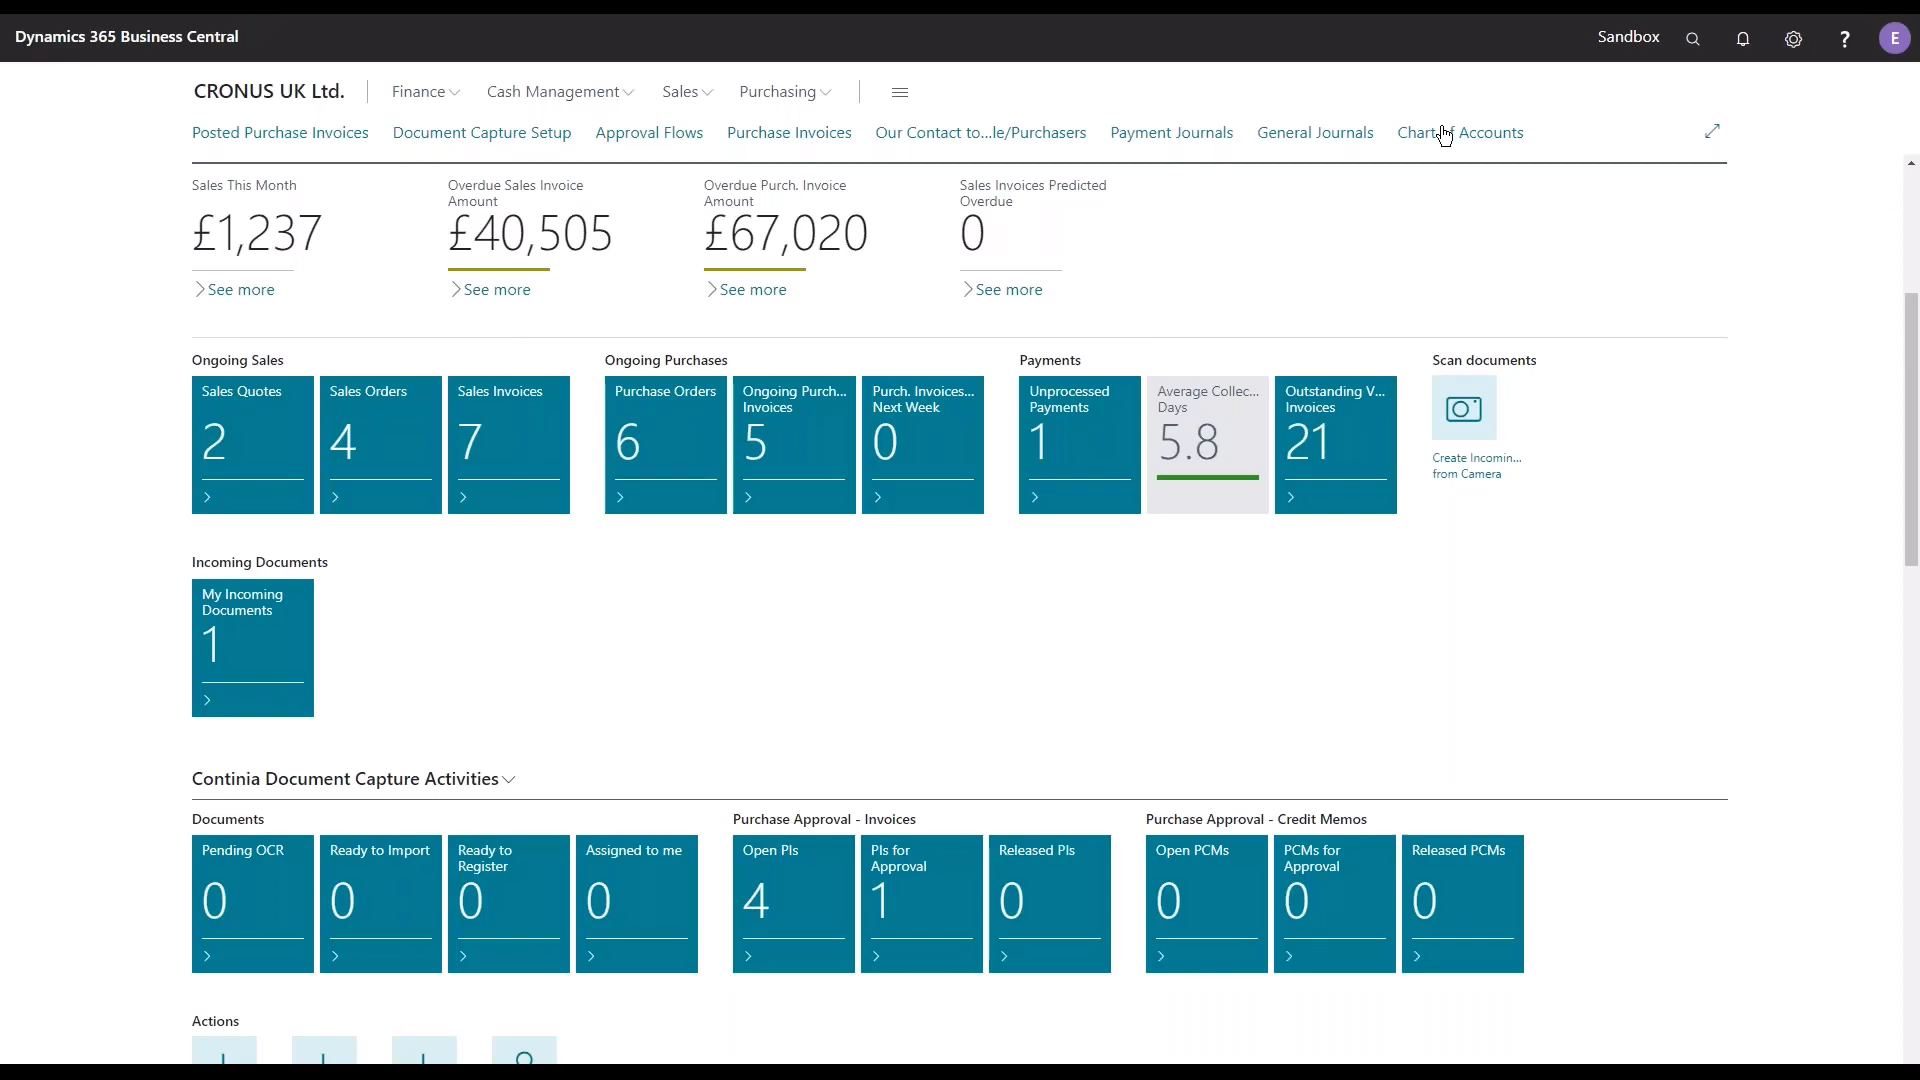 Dynamics 365 Business Central
Sandbox
?
E
CRONUS UK Ltd.
Finance
Cash Management
Sales
Purchasing
Posted Purchase Invoices
Document Capture Setup
Approval Flows
Purchase Invoices
Our Contact to...le/Purchasers
Payment Journals
General Journals
Chart of Accounts
Sales This Month
£1,237
See more
Overdue Sales Invoice
Amount
£40,505
See more
Overdue Purch. Invoice
Amount
£67,020
See more
Sales Invoices Predicted
Overdue
0
See more
Ongoing Sales
Sales Quotes
2
Sales Orders
4
Sales Invoices
7
Ongoing Purchases
Purchase Orders
6
Ongoing Purch...
Invoices
5
Purch. Invoices...
Next Week
0
Payments
Unprocessed
Payments
1
Average Collec...
Days
5.8
Outstanding V...
Invoices
21
Scan documents
Create Incomin...
from Camera
Incoming Documents
My Incoming
Documents
1
Continia Document Capture Activities
Documents
Pending OCR
0
Ready to Import
0
Ready to
Register
0
Assigned to me
0
Purchase Approval - Invoices
Open PIs
4
PIs for
Approval
1
Released PIs
0
Purchase Approval - Credit Memos
Open PCMs
0
PCMs for
Approval
0
Released PCMs
0
Actions